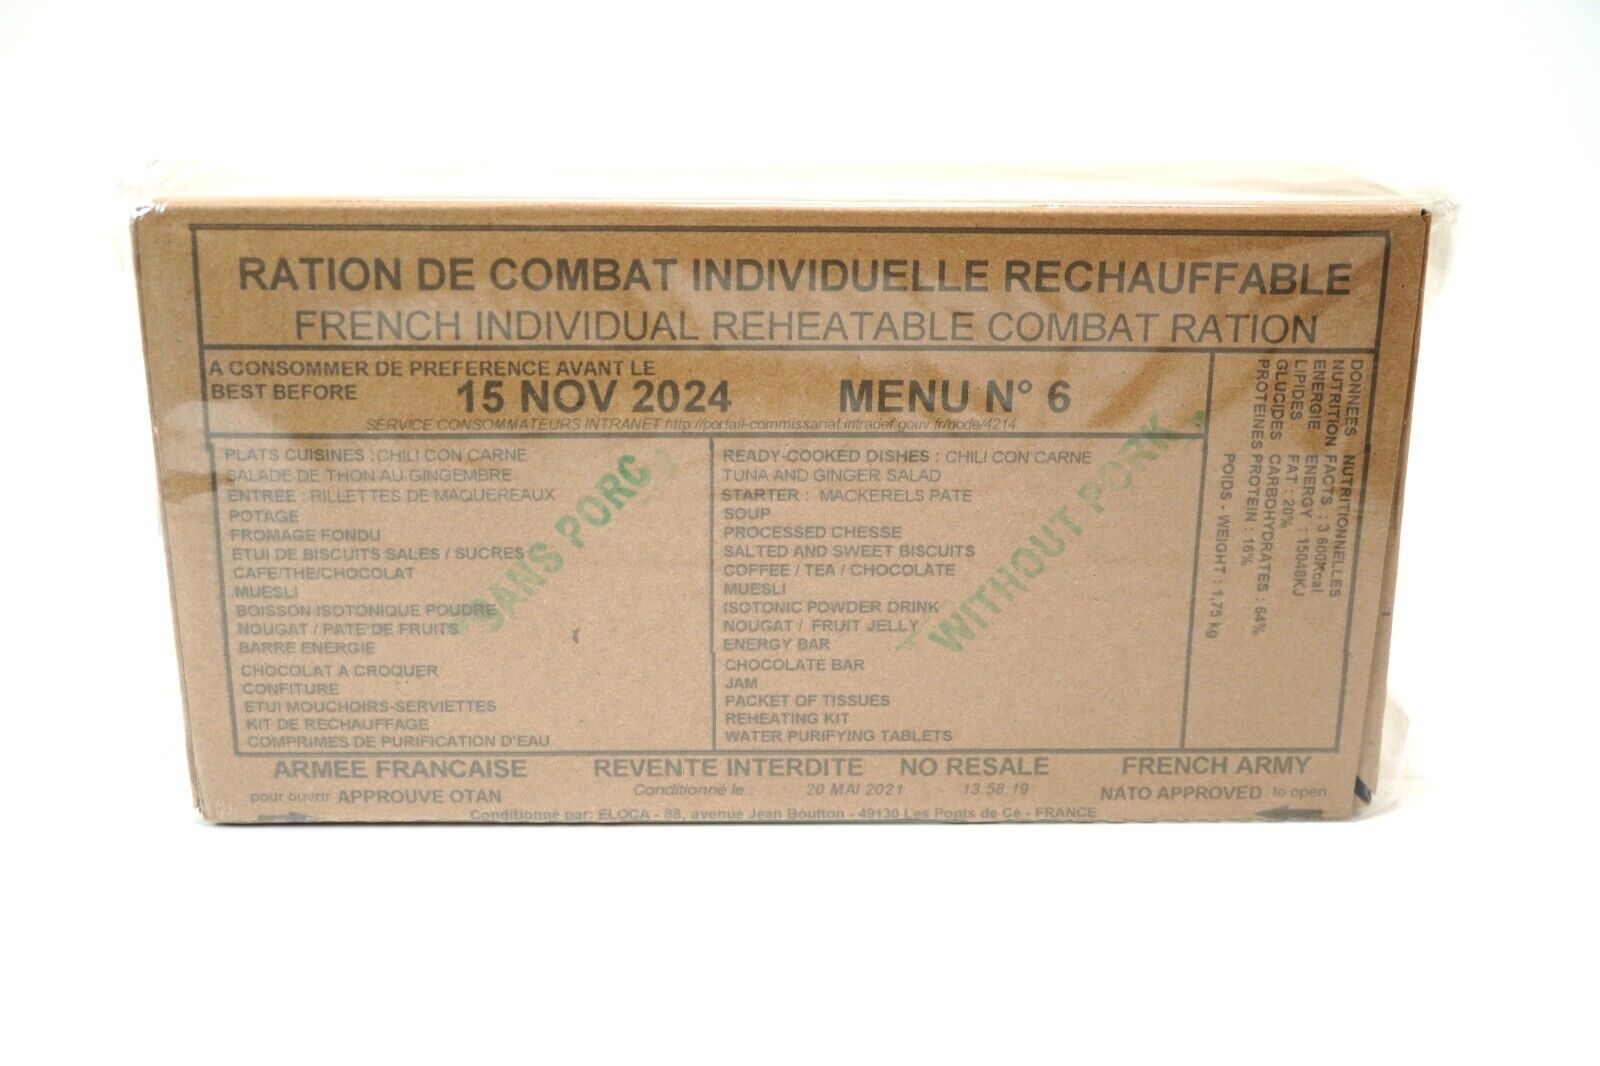 RATION DE COMBAT INDIVIDUELLE RECHAUFFABLE
FRENCH INDIVIDUAL REHEATABLE COMBAT RATION
A CONSOMMER DE PREFERENCE AVANT LE
BEST BEFORE 15 NOV 2024 MENU N° 6
SERVICE CONSOMMATEURS INTRANET http://portail-commissariat.intradef.gouv.fr/node/4214
PLATS CUISINES : CHILI CON CARNE
SALADE DE THON AU GINGEMBRE
ENTREE : RILLETTES DE MAQUEREAUX
POTAGE
FROMAGE FONDU
ETUI DE BISCUITS SALES / SUCRES
CAFE/THE/CHOCOLAT
MUESLI
BOISSON ISOTONIQUE POUDRE
NOUGAT / PATE DE FRUITS
BARRE ENERGIE
CHOCOLAT A CROQUER
CONFITURE
ETUI MOUCHOIRS-SERVIETTES
KIT DE RECHAUFFAGE
COMPRIMES DE PURIFICATION D'EAU
SANS PORC
READY-COOKED DISHES : CHILI CON CARNE
TUNA AND GINGER SALAD
STARTER : MACKERELS PATE
SOUP
PROCESSED CHESSE
SALTED AND SWEET BISCUITS
COFFEE / TEA / CHOCOLATE
MUESLI
ISOTONIC POWDER DRINK
NOUGAT / FRUIT JELLY
ENERGY BAR
CHOCOLATE BAR
JAM
PACKET OF TISSUES
REHEATING KIT
WATER PURIFYING TABLETS
WITHOUT PORK
DONNEES NUTRITIONNELLES
NUTRITION FACTS : 3 600Kcal
ENERGIE ENERGY : 15048KJ
LIPIDES FAT : 20%
GLUCIDES CARBOHYDRATES : 64%
PROTEINES PROTEIN : 16%
POIDS - WEIGHT : 1,75 kg
ARMEE FRANCAISE REVENTE INTERDITE NO RESALE FRENCH ARMY
pour ouvrir APPROUVE OTAN Conditionné le : 20 MAI 2021 13:58:19 NATO APPROVED to open
Conditionne par: ELOCA - 88, avenue Jean Boutton - 49130 Les Ponts de Cé - FRANCE